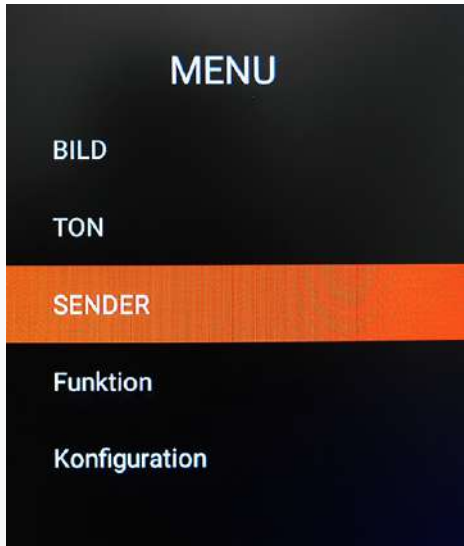 MENU
BILD
TON
SENDER
Funktion
Konfiguration